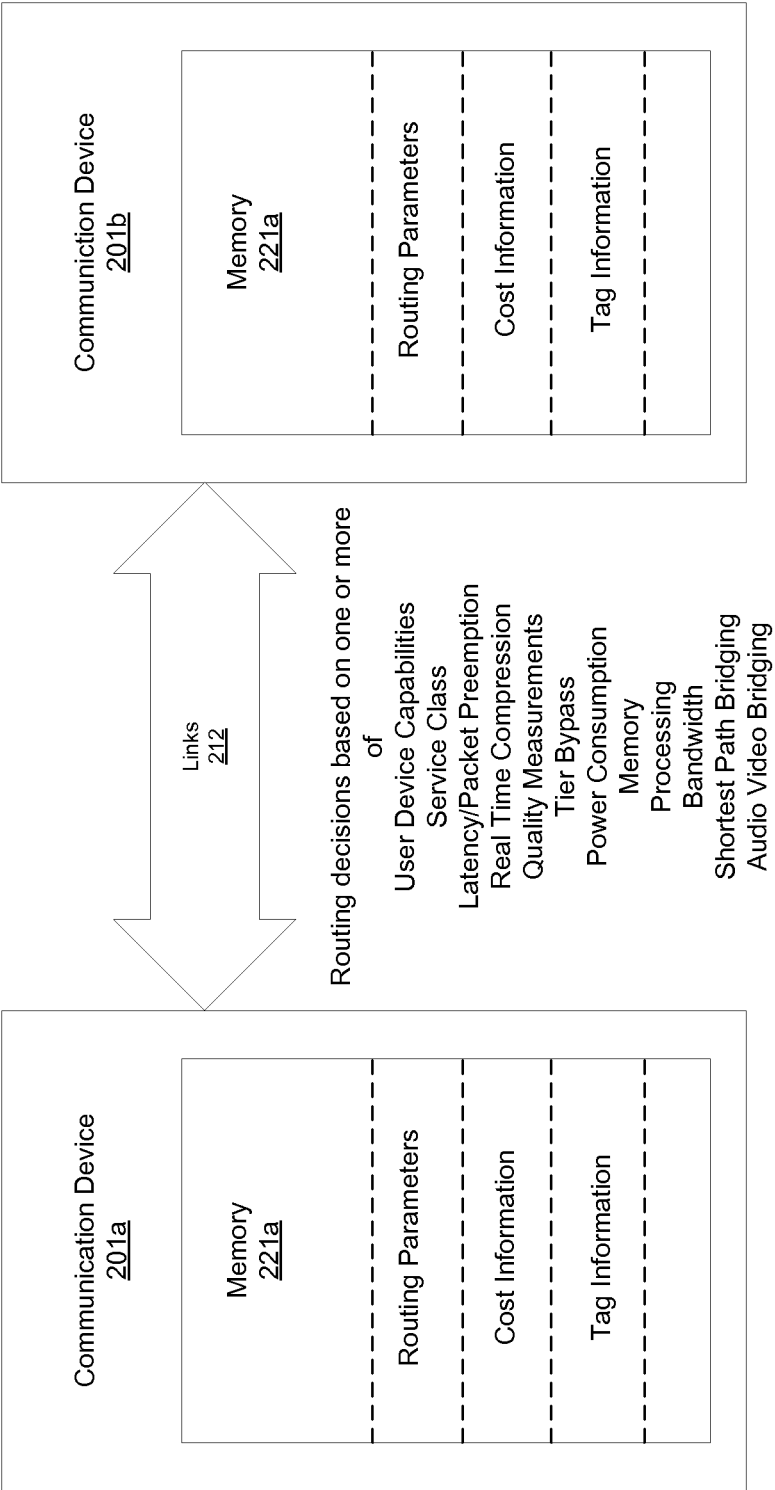 Communication Device
201a
Memory
221a
Routing Parameters
Cost Information
Tag Information
Links
212
Routing decisions based on one or more
of
User Device Capabilities
Service Class
Latency/Packet Preemption
Real Time Compression
Quality Measurements
Tier Bypass
Power Consumption
Memory
Processing
Bandwidth
Shortest Path Bridging
Audio Video Bridging
Communiction Device
201b
Memory
221a
Routing Parameters
Cost Information
Tag Information